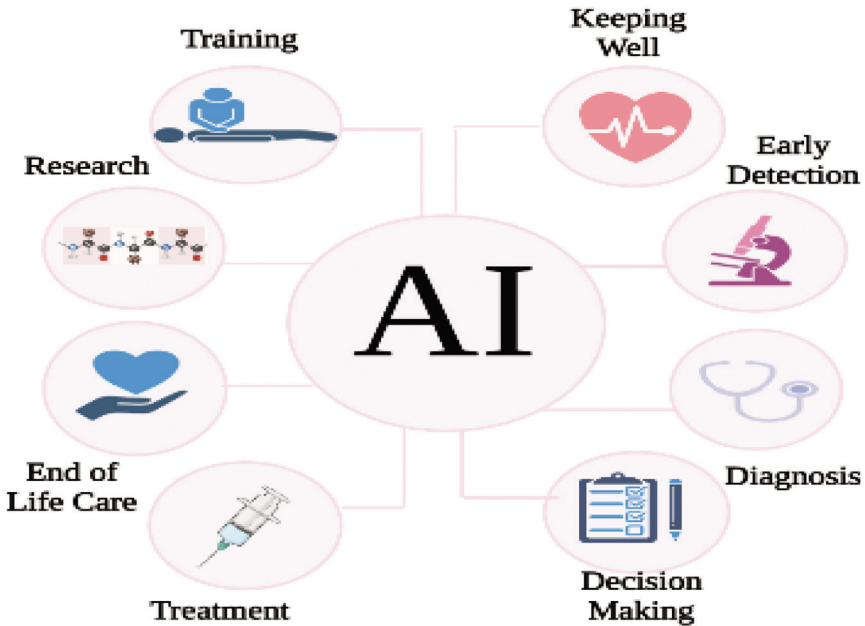 Training
Keeping
Well
Research
Early
Detection
AI
End of
Life Care
Diagnosis
Treatment
Decision
Making